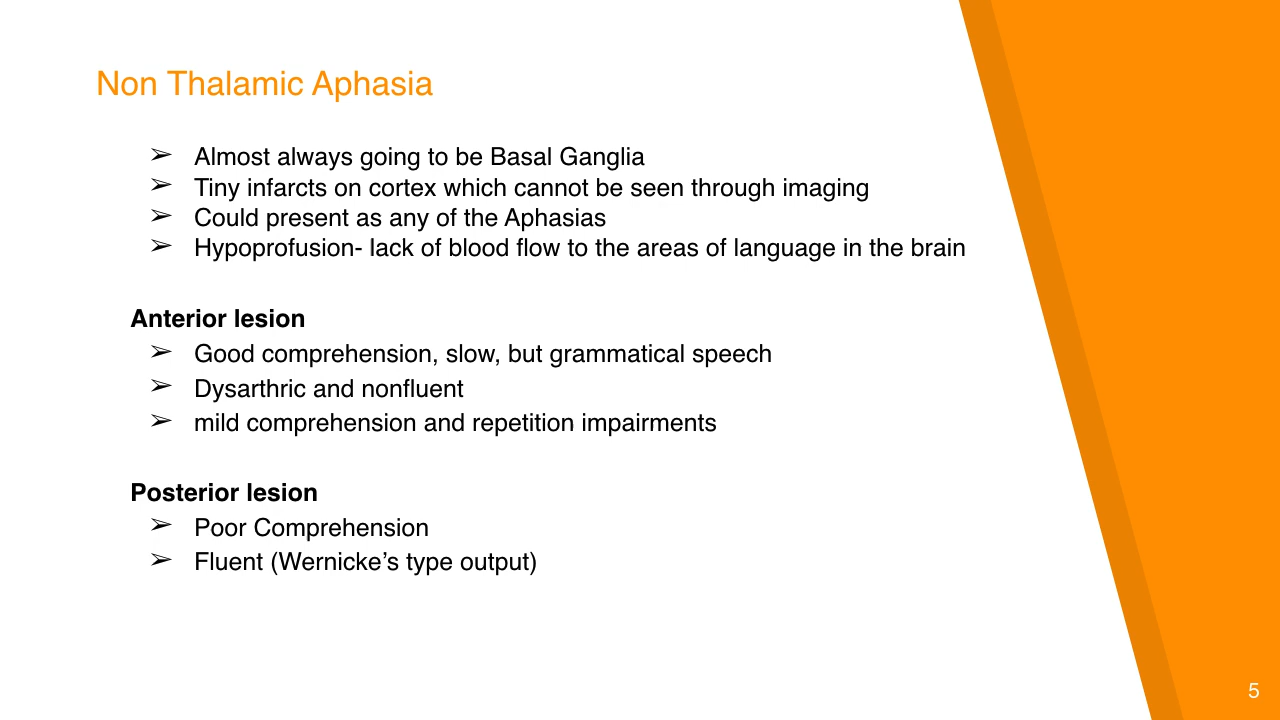 Non Thalamic Aphasia
➢ Almost always going to be Basal Ganglia
➢ Tiny infarcts on cortex which cannot be seen through imaging
➢ Could present as any of the Aphasias
➢ Hypoprofusion- lack of blood flow to the areas of language in the brain
Anterior lesion
➢ Good comprehension, slow, but grammatical speech
➢ Dysarthric and nonfluent
➢ mild comprehension and repetition impairments
Posterior lesion
➢ Poor Comprehension
➢ Fluent (Wernicke’s type output)
5